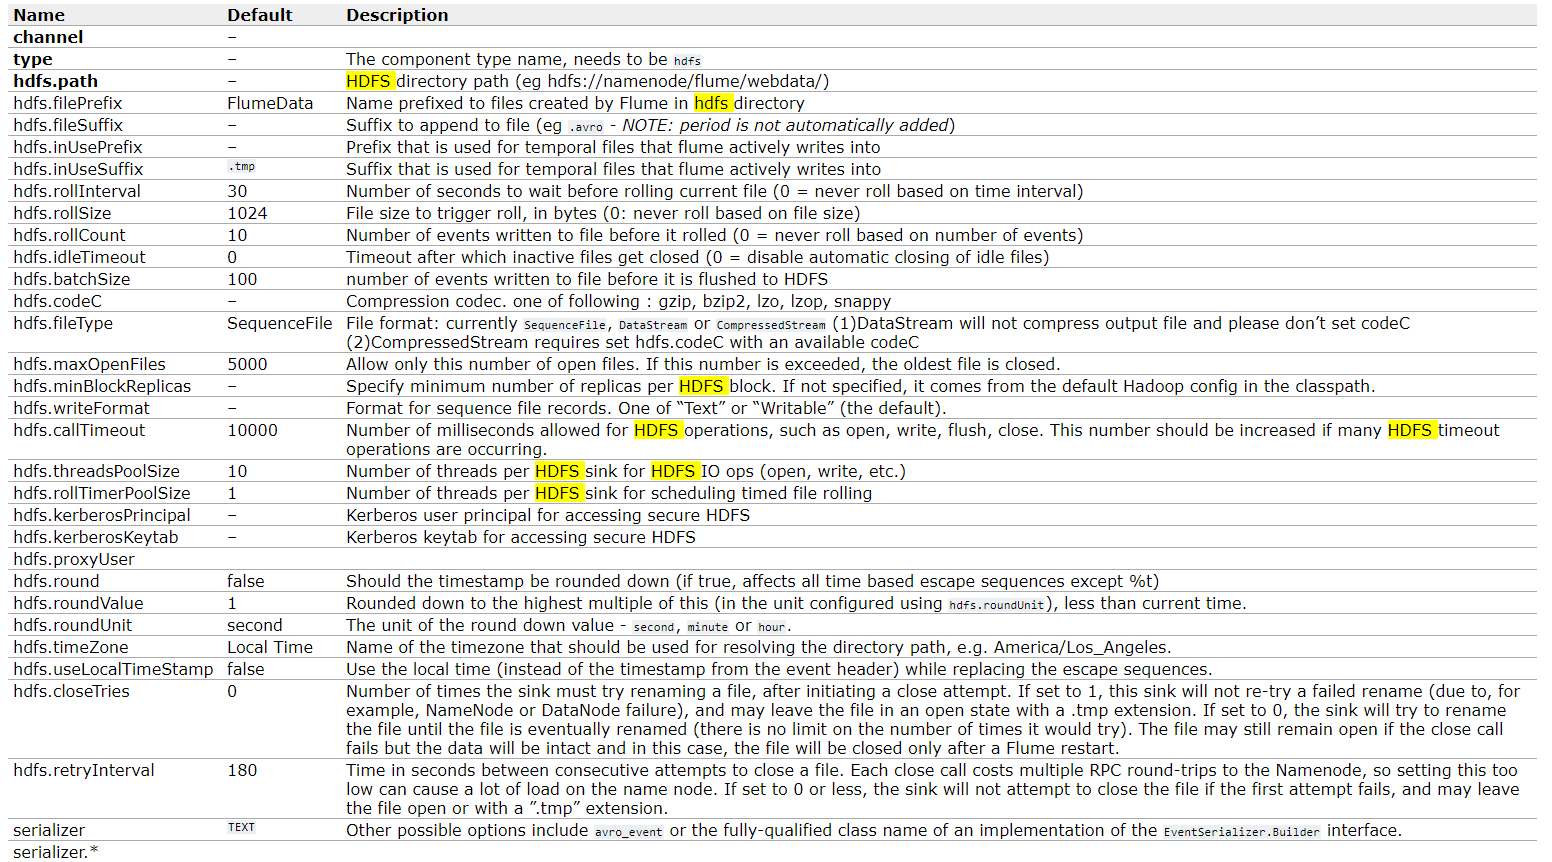 Name Default Description
channel –
type – The component type name, needs to be hdfs
hdfs.path – HDFS directory path (eg hdfs://namenode/flume/webdata/)
hdfs.filePrefix FlumeData Name prefixed to files created by Flume in hdfs directory
hdfs.fileSuffix – Suffix to append to file (eg .avro - NOTE: period is not automatically added)
hdfs.inUsePrefix – Prefix that is used for temporal files that flume actively writes into
hdfs.inUseSuffix .tmp Suffix that is used for temporal files that flume actively writes into
hdfs.rollInterval 30 Number of seconds to wait before rolling current file (0 = never roll based on time interval)
hdfs.rollSize 1024 File size to trigger roll, in bytes (0: never roll based on file size)
hdfs.rollCount 10 Number of events written to file before it rolled (0 = never roll based on number of events)
hdfs.idleTimeout 0 Timeout after which inactive files get closed (0 = disable automatic closing of idle files)
hdfs.batchSize 100 number of events written to file before it is flushed to HDFS
hdfs.codeC – Compression codec. one of following : gzip, bzip2, lzo, lzop, snappy
hdfs.fileType SequenceFile File format: currently SequenceFile, DataStream or CompressedStream (1)DataStream will not compress output file and please don’t set codeC
(2)CompressedStream requires set hdfs.codeC with an available codeC
hdfs.maxOpenFiles 5000 Allow only this number of open files. If this number is exceeded, the oldest file is closed.
hdfs.minBlockReplicas – Specify minimum number of replicas per HDFS block. If not specified, it comes from the default Hadoop config in the classpath.
hdfs.writeFormat – Format for sequence file records. One of “Text” or “Writable” (the default).
hdfs.callTimeout 10000 Number of milliseconds allowed for HDFS operations, such as open, write, flush, close. This number should be increased if many HDFS timeout
operations are occurring.
hdfs.threadsPoolSize 10 Number of threads per HDFS sink for HDFS IO ops (open, write, etc.)
hdfs.rollTimerPoolSize 1 Number of threads per HDFS sink for scheduling timed file rolling
hdfs.kerberosPrincipal – Kerberos user principal for accessing secure HDFS
hdfs.kerberosKeytab – Kerberos keytab for accessing secure HDFS
hdfs.proxyUser
hdfs.round false Should the timestamp be rounded down (if true, affects all time based escape sequences except %t)
hdfs.roundValue 1 Rounded down to the highest multiple of this (in the unit configured using hdfs.roundUnit), less than current time.
hdfs.roundUnit second The unit of the round down value - second, minute or hour.
hdfs.timeZone Local Time Name of the timezone that should be used for resolving the directory path, e.g. America/Los_Angeles.
hdfs.useLocalTimeStamp false Use the local time (instead of the timestamp from the event header) while replacing the escape sequences.
hdfs.closeTries 0 Number of times the sink must try renaming a file, after initiating a close attempt. If set to 1, this sink will not re-try a failed rename (due to, for
example, NameNode or DataNode failure), and may leave the file in an open state with a .tmp extension. If set to 0, the sink will try to rename
the file until the file is eventually renamed (there is no limit on the number of times it would try). The file may still remain open if the close call
fails but the data will be intact and in this case, the file will be closed only after a Flume restart.
hdfs.retryInterval 180 Time in seconds between consecutive attempts to close a file. Each close call costs multiple RPC round-trips to the Namenode, so setting this too
low can cause a lot of load on the name node. If set to 0 or less, the sink will not attempt to close the file if the first attempt fails, and may leave
the file open or with a ”.tmp” extension.
serializer TEXT Other possible options include avro_event or the fully-qualified class name of an implementation of the EventSerializer.Builder interface.
serializer.*